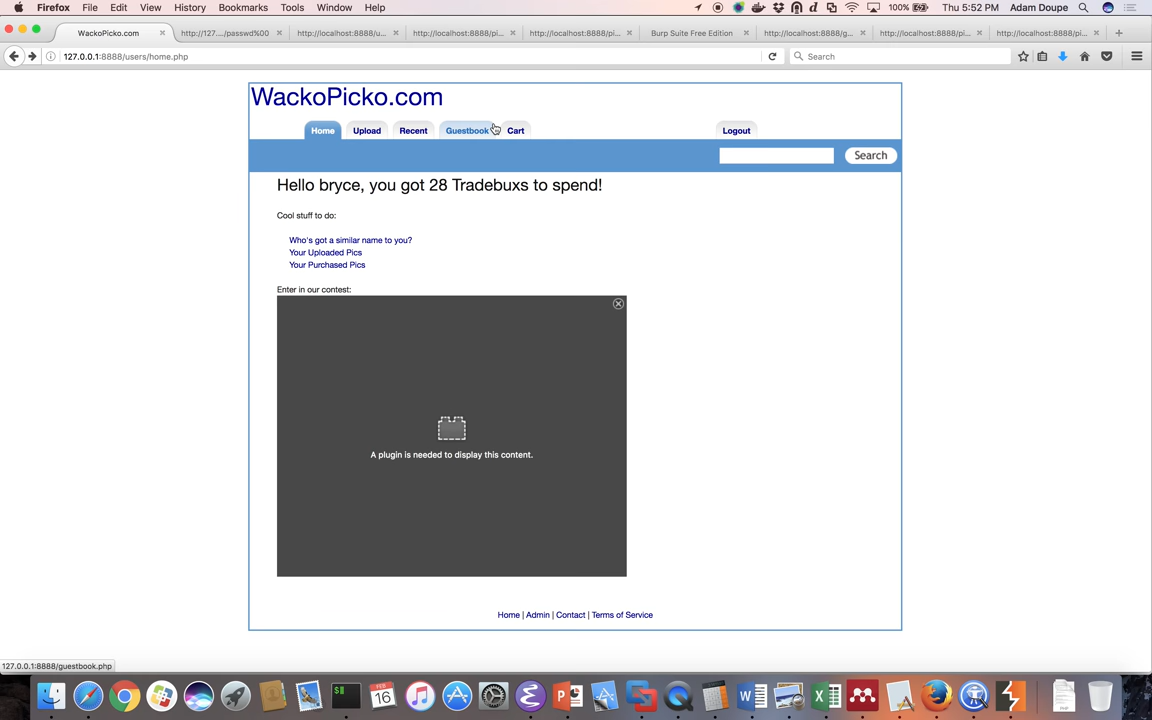 Firefox File Edit View History Bookmarks Tools Window Help 100% Thu 5:52 PM Adam Doupe
WackoPicko.com http://127..../passwd%00 http://localhost:8888/u... http://localhost:8888/pi... http://localhost:8888/pi... Burp Suite Free Edition http://localhost:8888/g... http://localhost:8888/pi... http://localhost:8888/pi...
127.0.0.1:8888/users/home.php Search
WackoPicko.com
Home Upload Recent Guestbook Cart Logout
Search
Hello bryce, you got 28 Tradebuxs to spend!
Cool stuff to do:
Who's got a similar name to you?
Your Uploaded Pics
Your Purchased Pics
Enter in our contest:
A plugin is needed to display this content.
Home | Admin | Contact | Terms of Service
127.0.0.1:8888/guestbook.php